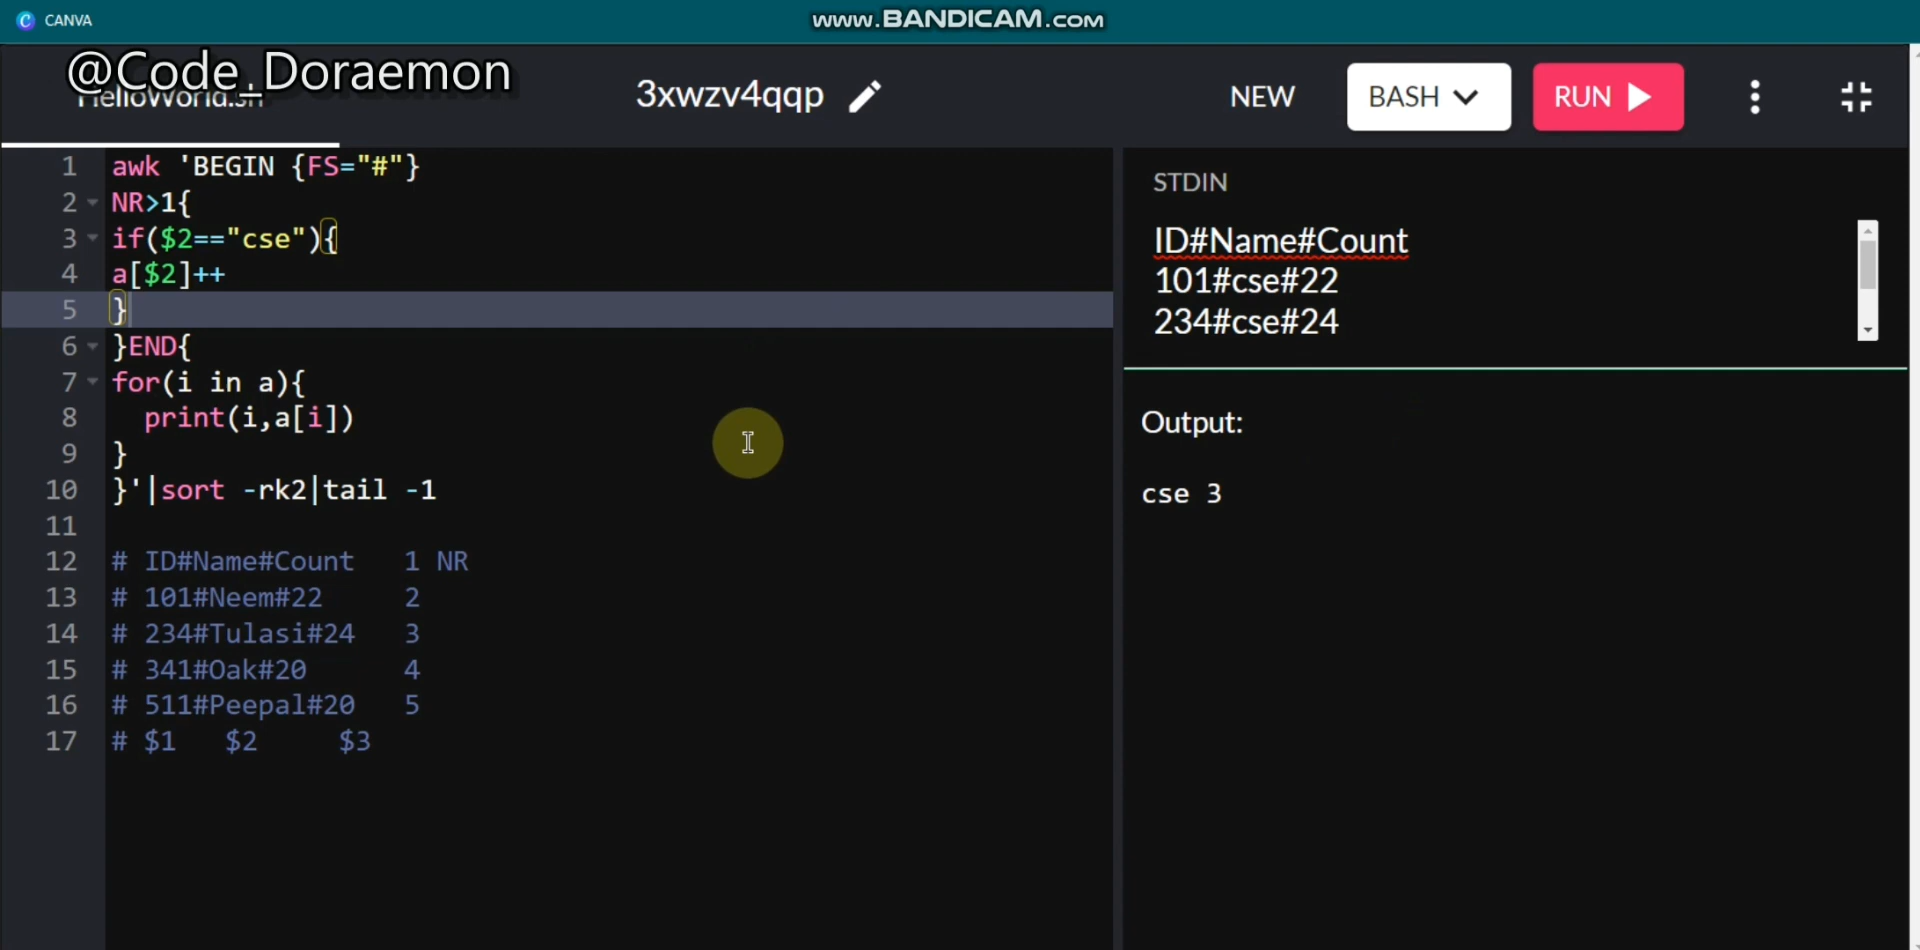 CANVA
www.BANDICAM.com
@Code_Doraemon
HelloWorld.sh
3xwzv4qqp
NEW
BASH
RUN
1 awk 'BEGIN {FS="#"}
2 NR>1{
3 if($2=="cse"){
4 a[$2]++
5 }
6 }END{
7 for(i in a){
8 print(i,a[i])
9 }
10 }'|sort -rk2|tail -1
11
12 # ID#Name#Count 1 NR
13 # 101#Neem#22 2
14 # 234#Tulasi#24 3
15 # 341#Oak#20 4
16 # 511#Peepal#20 5
17 # $1 $2 $3
STDIN
ID#Name#Count
101#cse#22
234#cse#24
Output:
cse 3